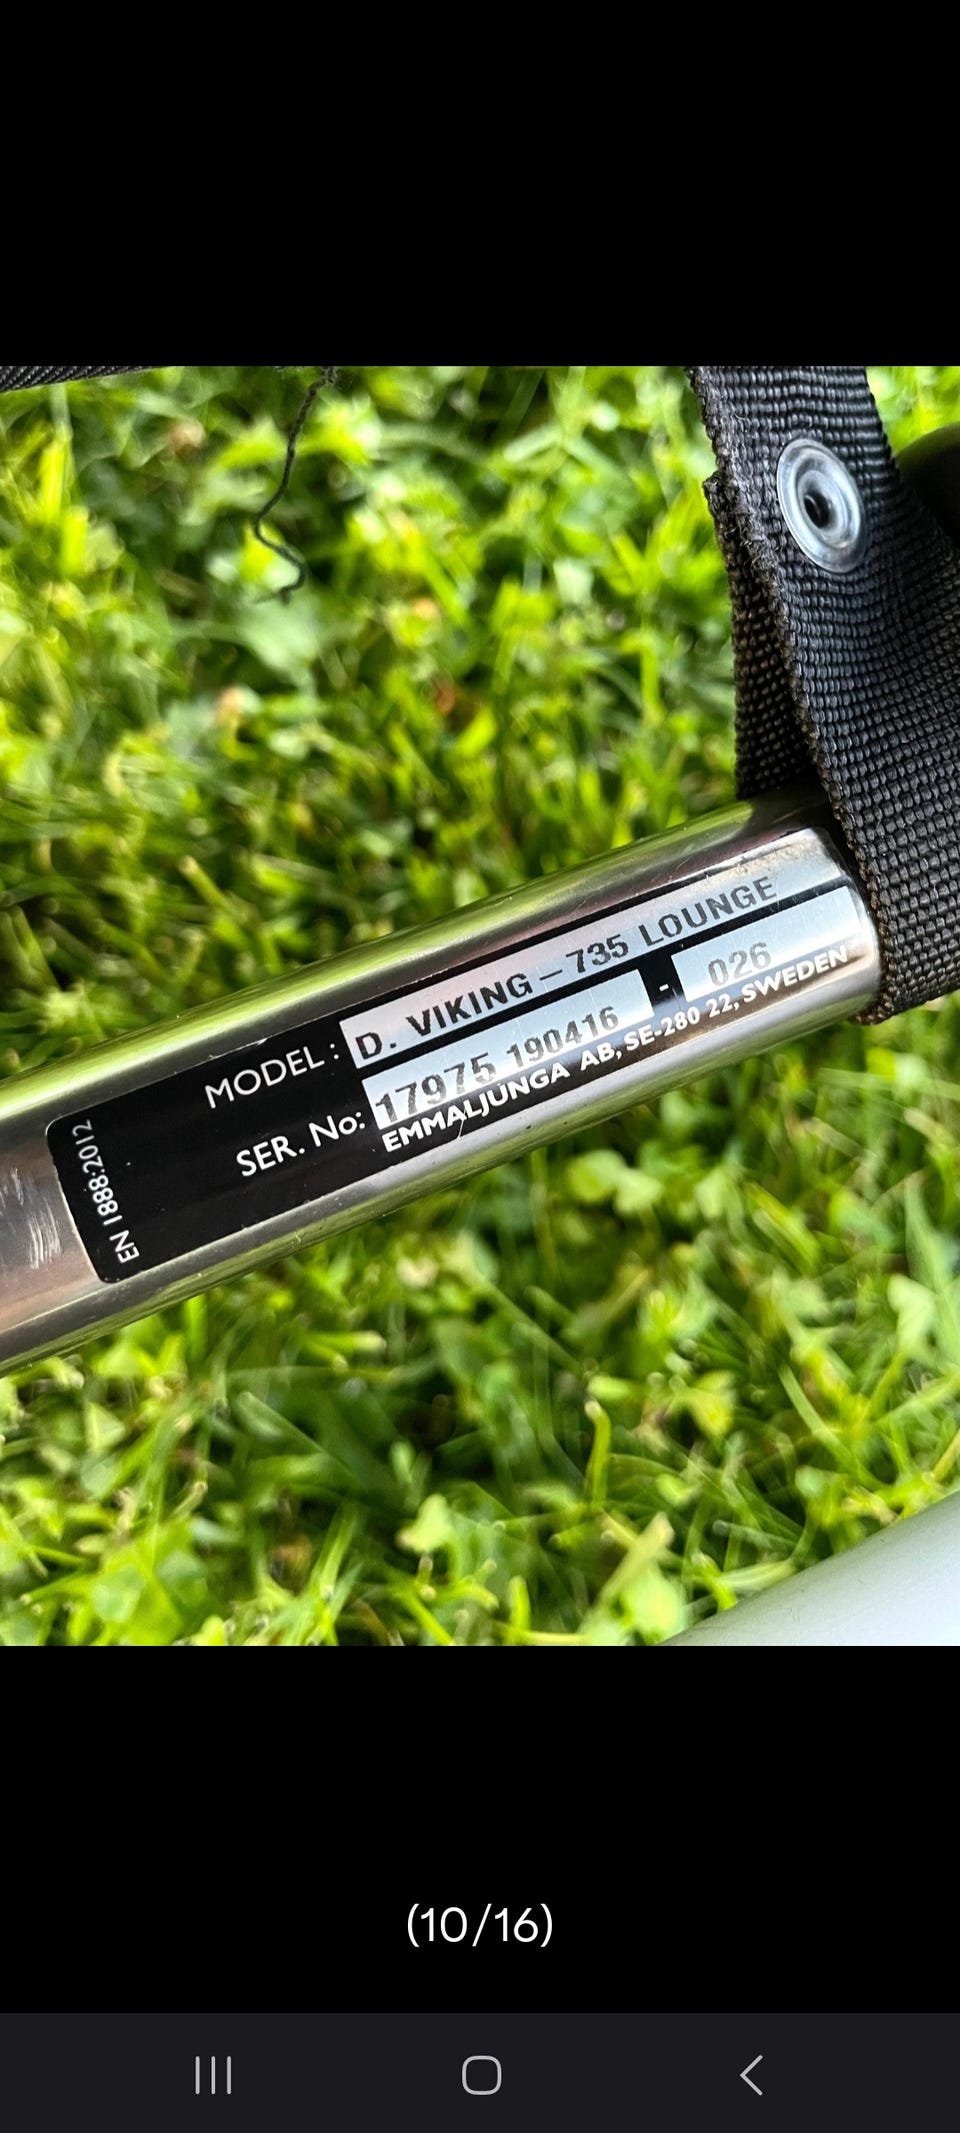 MODEL: D. VIKING-735 LOUNGE
SER. No: 17975 190416 - 026
EMMALJUNGA AB, SE-280 22, SWEDEN
EN 1888:2012
(10/16)